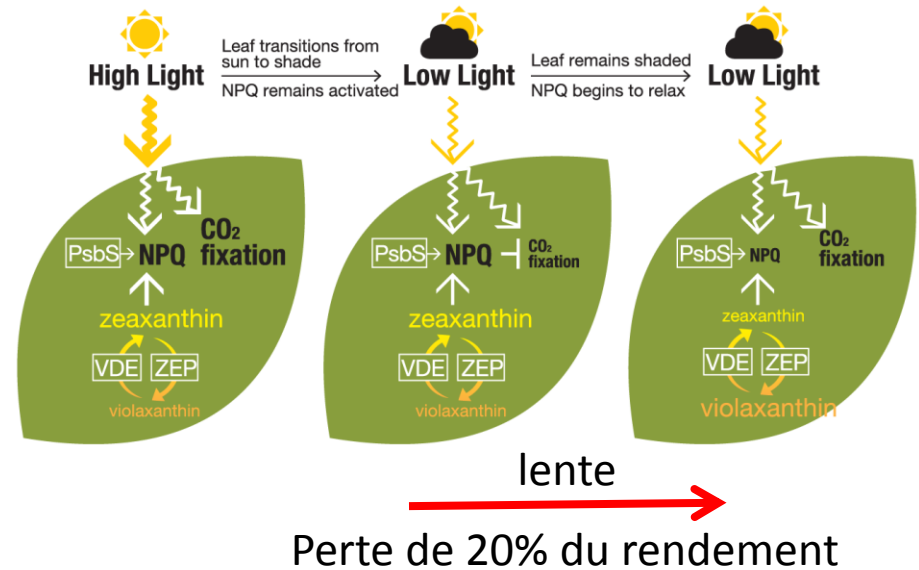 High Light
Leaf transitions from
sun to shade
NPQ remains activated
Low Light
Leaf remains shaded
NPQ begins to relax
Low Light
PsbS
NPQ
CO₂
fixation
zeaxanthin
VDE
ZEP
violaxanthin
PsbS
NPQ
CO₂
fixation
zeaxanthin
VDE
ZEP
violaxanthin
PsbS
NPQ
CO₂
fixation
zeaxanthin
VDE
ZEP
violaxanthin
lente
Perte de 20% du rendement